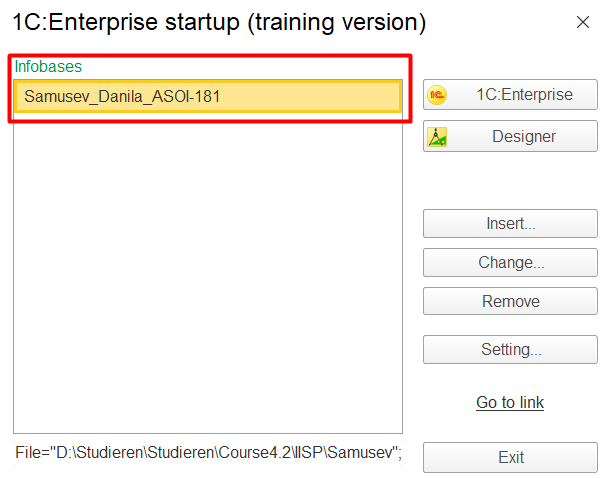 1C:Enterprise startup (training version)
Infobases
Samusev_Danila_ASOI-181
1C:Enterprise
Designer
Insert...
Change...
Remove
Setting...
Go to link
File="D:\Studieren\Studieren\Course4.2\IISP\Samusev";
Exit